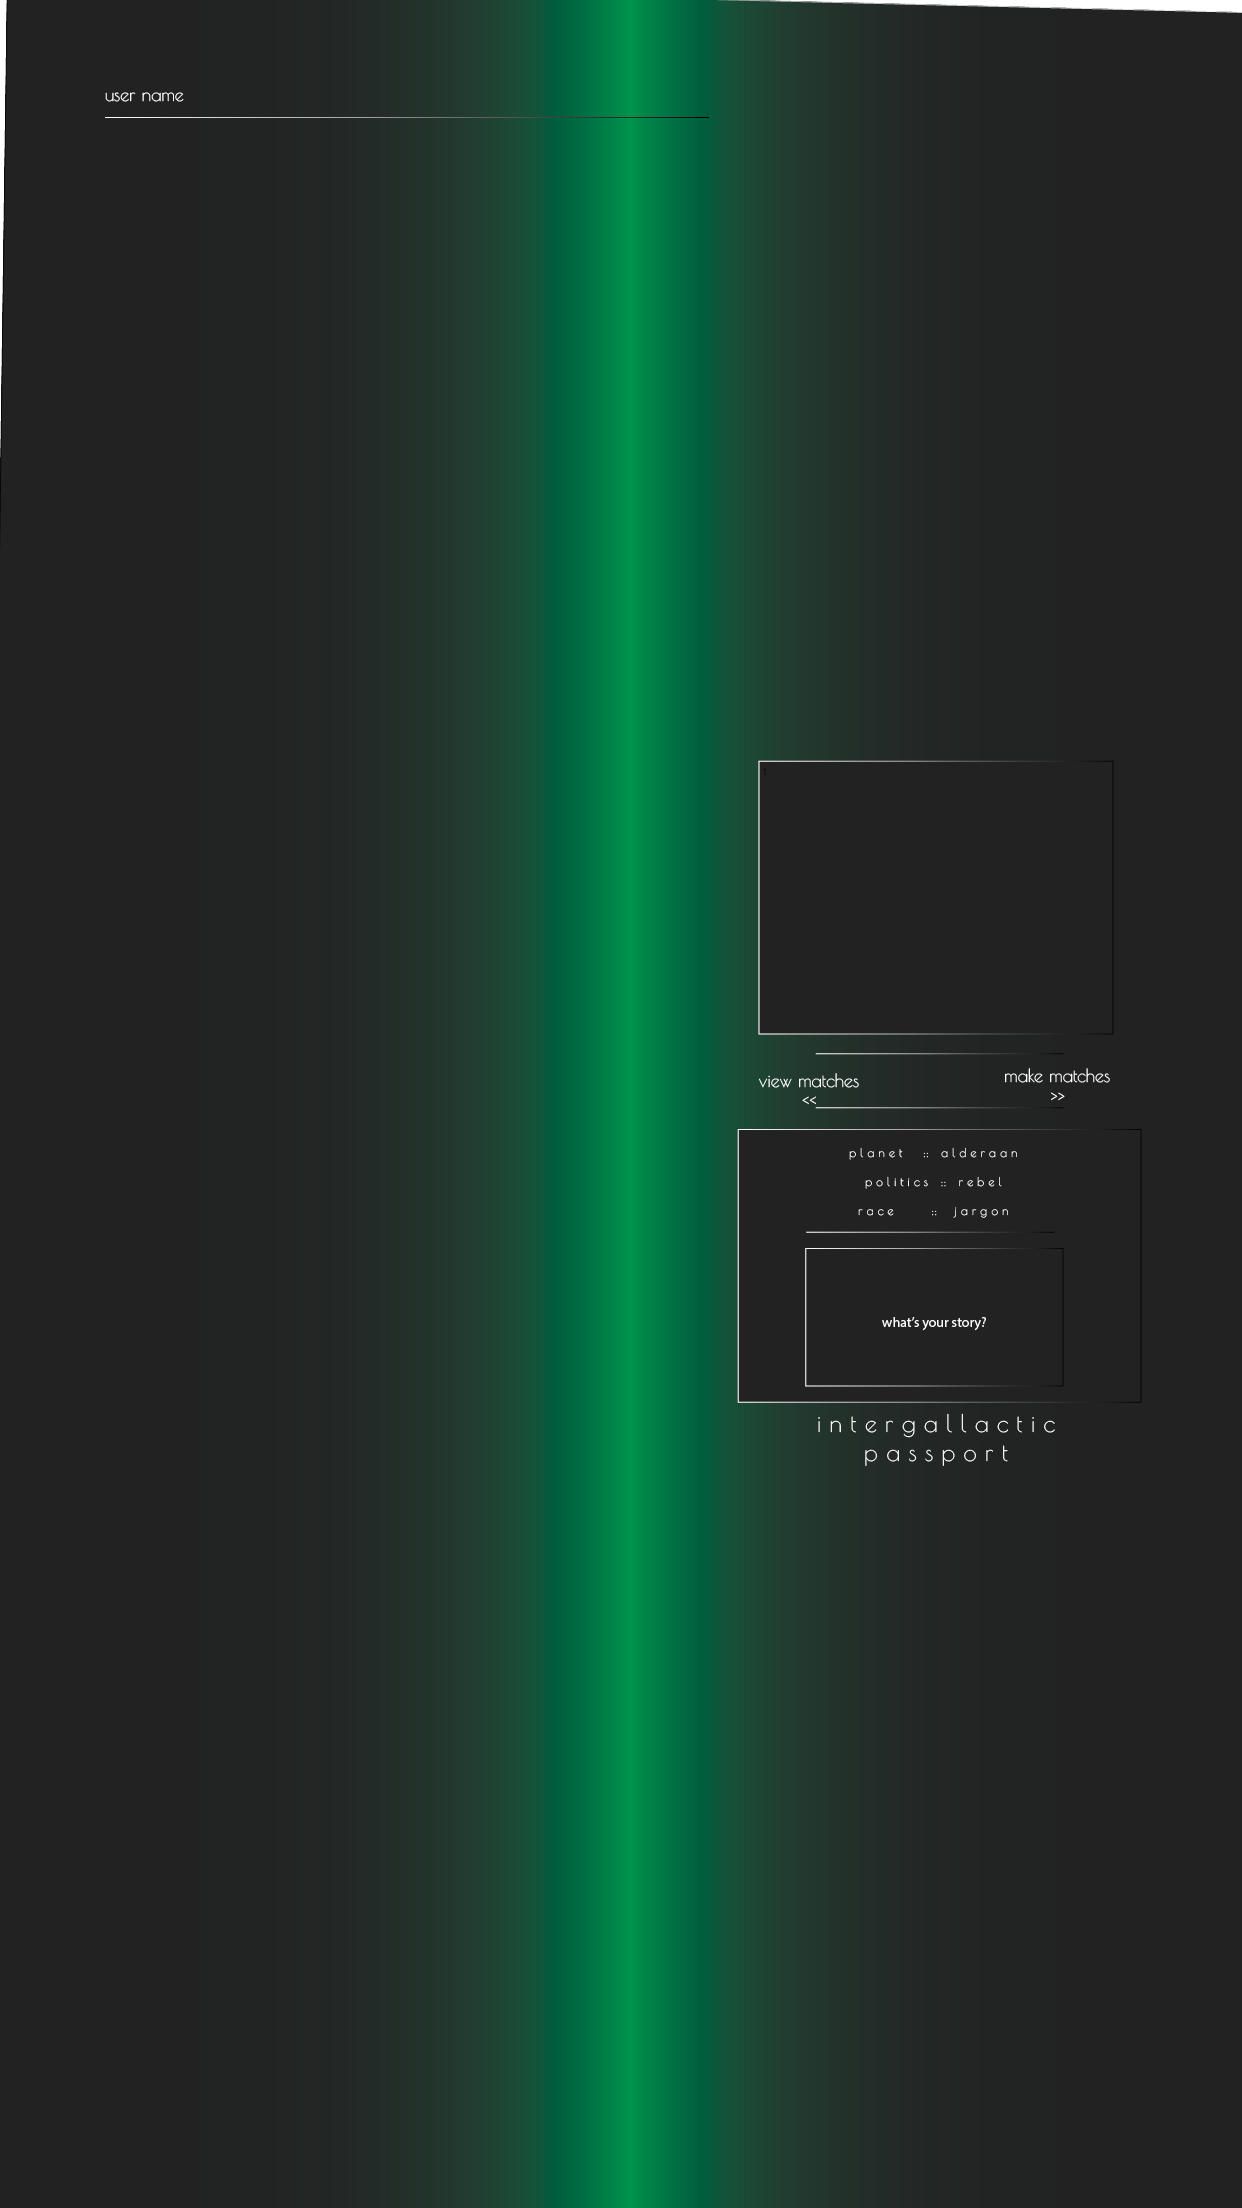 user name
view matches
<<
make matches
>>
planet :: alderaan
politics :: rebel
race :: jargon
what's your story?
intergallactic
passport